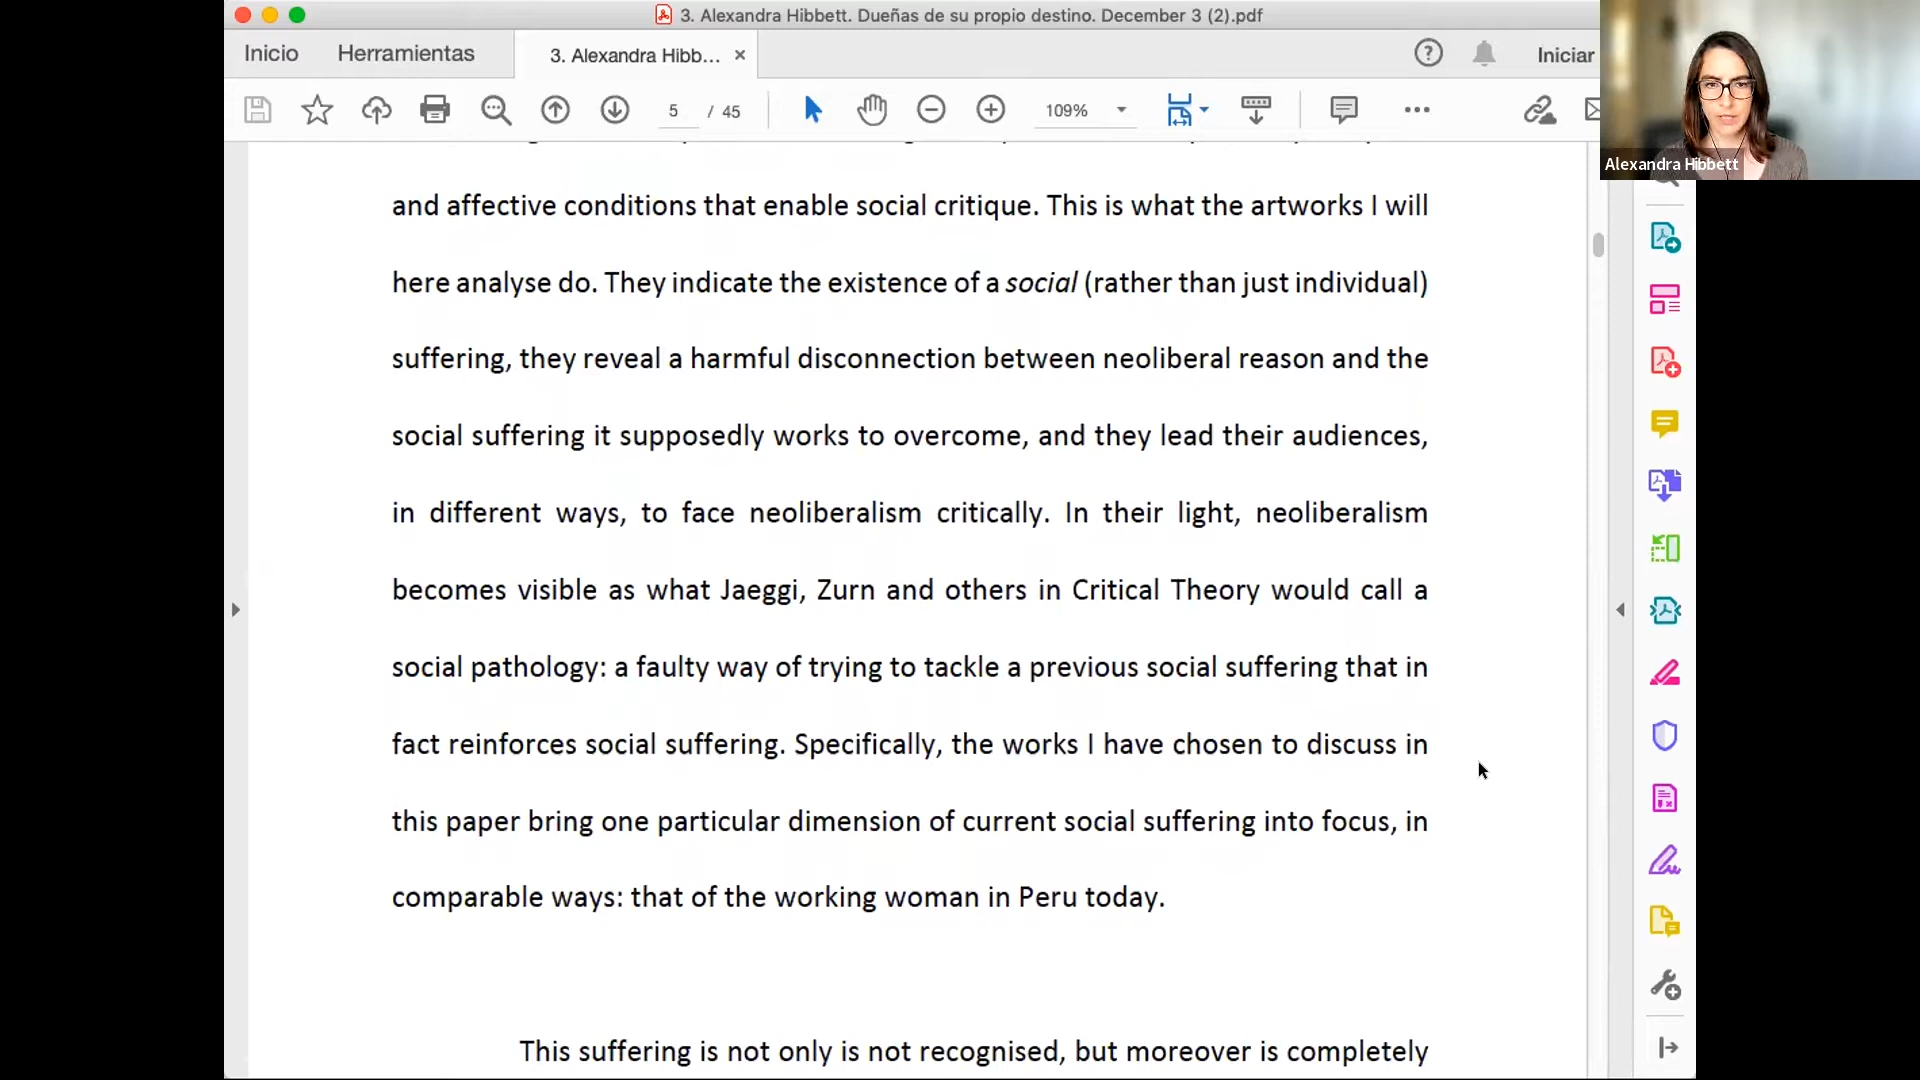 3. Alexandra Hibbett. Dueñas de su propio destino. December 3 (2).pdf
Inicio Herramientas 3. Alexandra Hibb... × Iniciar
5 / 45 109%
Alexandra Hibbett
and affective conditions that enable social critique. This is what the artworks I will
here analyse do. They indicate the existence of a social (rather than just individual)
suffering, they reveal a harmful disconnection between neoliberal reason and the
social suffering it supposedly works to overcome, and they lead their audiences,
in different ways, to face neoliberalism critically. In their light, neoliberalism
becomes visible as what Jaeggi, Zurn and others in Critical Theory would call a
social pathology: a faulty way of trying to tackle a previous social suffering that in
fact reinforces social suffering. Specifically, the works I have chosen to discuss in
this paper bring one particular dimension of current social suffering into focus, in
comparable ways: that of the working woman in Peru today.
This suffering is not only is not recognised, but moreover is completely